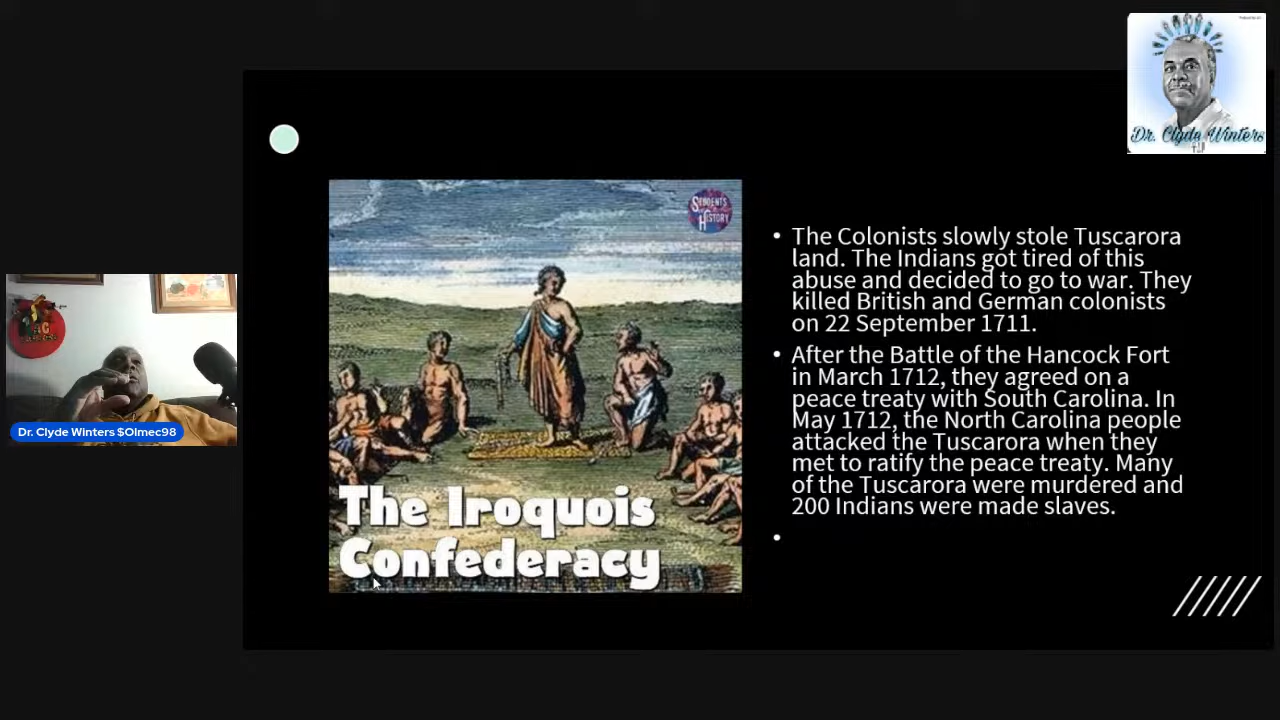 Dr. Clyde Winters
STUDENTS
of
HISTORY
• The Colonists slowly stole Tuscarora
land. The Indians got tired of this
abuse and decided to go to war. They
killed British and German colonists
on 22 September 1711.
• After the Battle of the Hancock Fort
in March 1712, they agreed on a
peace treaty with South Carolina. In
May 1712, the North Carolina people
attacked the Tuscarora when they
met to ratify the peace treaty. Many
of the Tuscarora were murdered and
200 Indians were made slaves.
•
The Iroquois
Confederacy
Dr. Clyde Winters $Olmec98